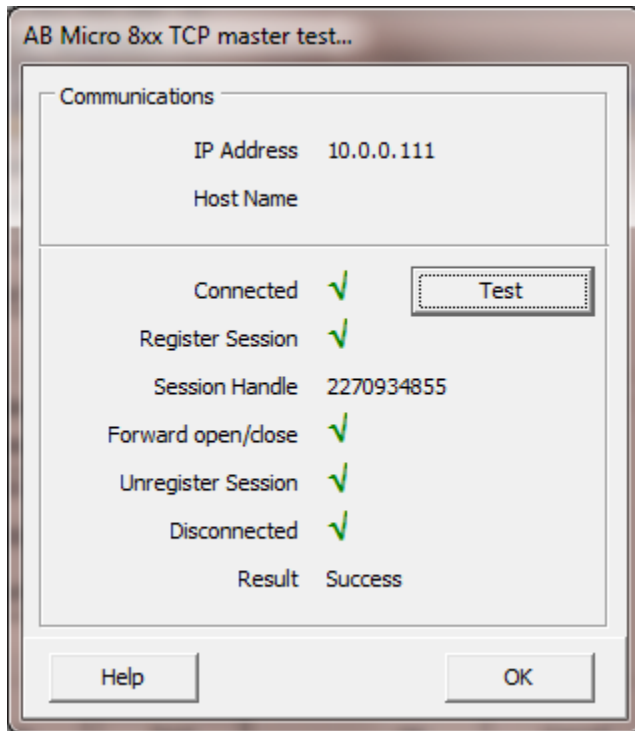 AB Micro 8xx TCP master test...
Communications
IP Address 10.0.0.111
Host Name
Connected √ Test
Register Session √
Session Handle 2270934855
Forward open/close √
Unregister Session √
Disconnected √
Result Success
Help OK